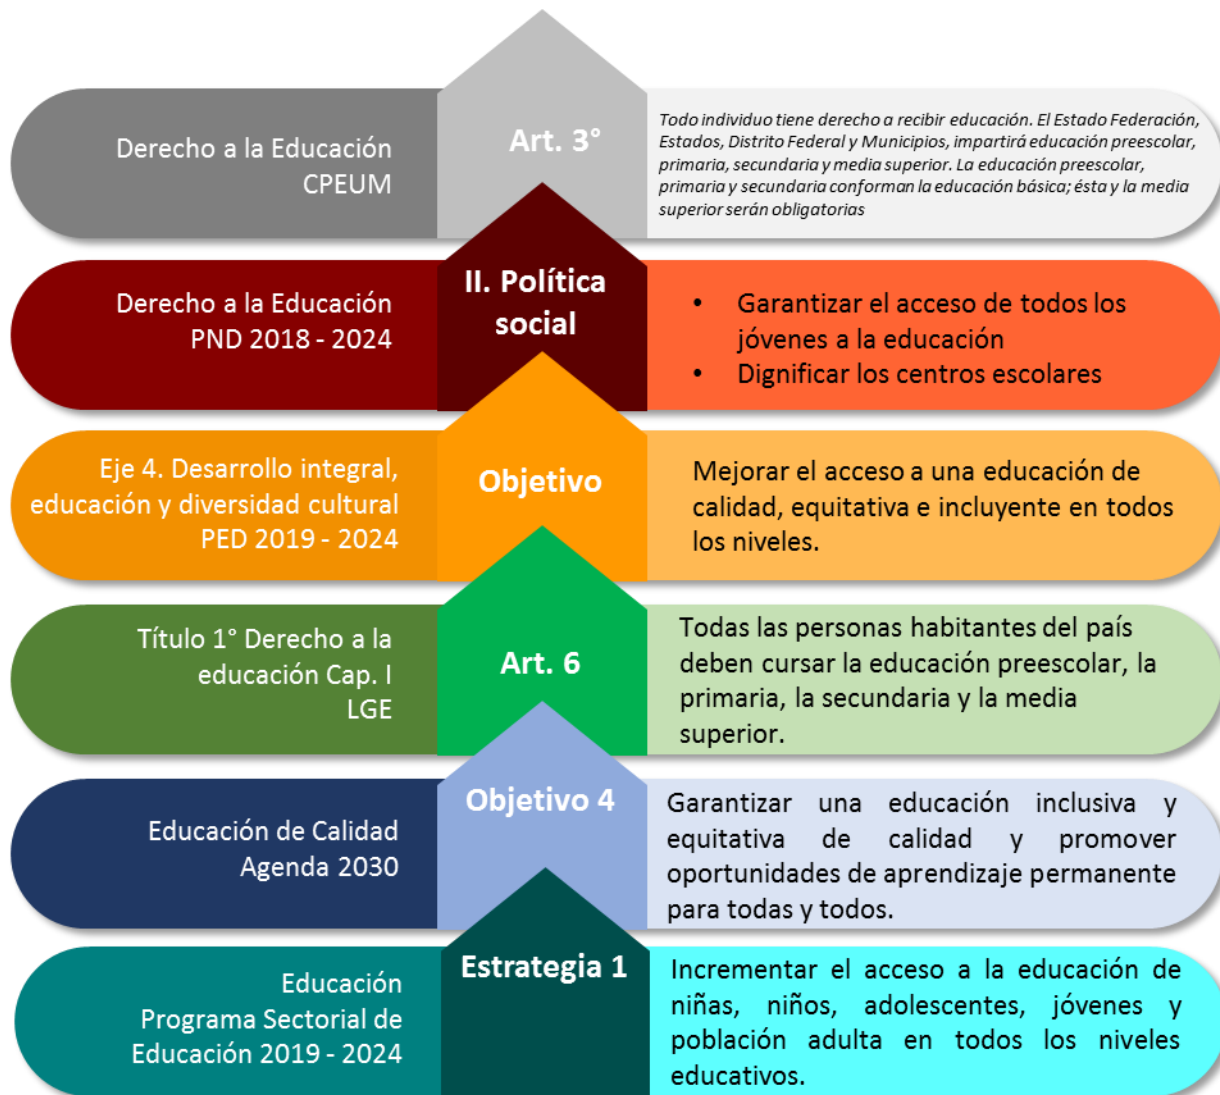 Derecho a la Educación
CPEUM
Art. 3°
Todo individuo tiene derecho a recibir educación. El Estado Federación,
Estados, Distrito Federal y Municipios, impartirá educación preescolar,
primaria, secundaria y media superior. La educación preescolar,
primaria y secundaria conforman la educación básica; ésta y la media
superior serán obligatorias
Derecho a la Educación
PND 2018 - 2024
II. Política
social
• Garantizar el acceso de todos los
jóvenes a la educación
• Dignificar los centros escolares
Eje 4. Desarrollo integral,
educación y diversidad cultural
PED 2019 - 2024
Objetivo
Mejorar el acceso a una educación de
calidad, equitativa e incluyente en todos
los niveles.
Título 1° Derecho a la
educación Cap. I
LGE
Art. 6
Todas las personas habitantes del país
deben cursar la educación preescolar, la
primaria, la secundaria y la media
superior.
Educación de Calidad
Agenda 2030
Objetivo 4
Garantizar una educación inclusiva y
equitativa de calidad y promover
oportunidades de aprendizaje permanente
para todas y todos.
Educación
Programa Sectorial de
Educación 2019 - 2024
Estrategia 1
Incrementar el acceso a la educación de
niñas, niños, adolescentes, jóvenes y
población adulta en todos los niveles
educativos.